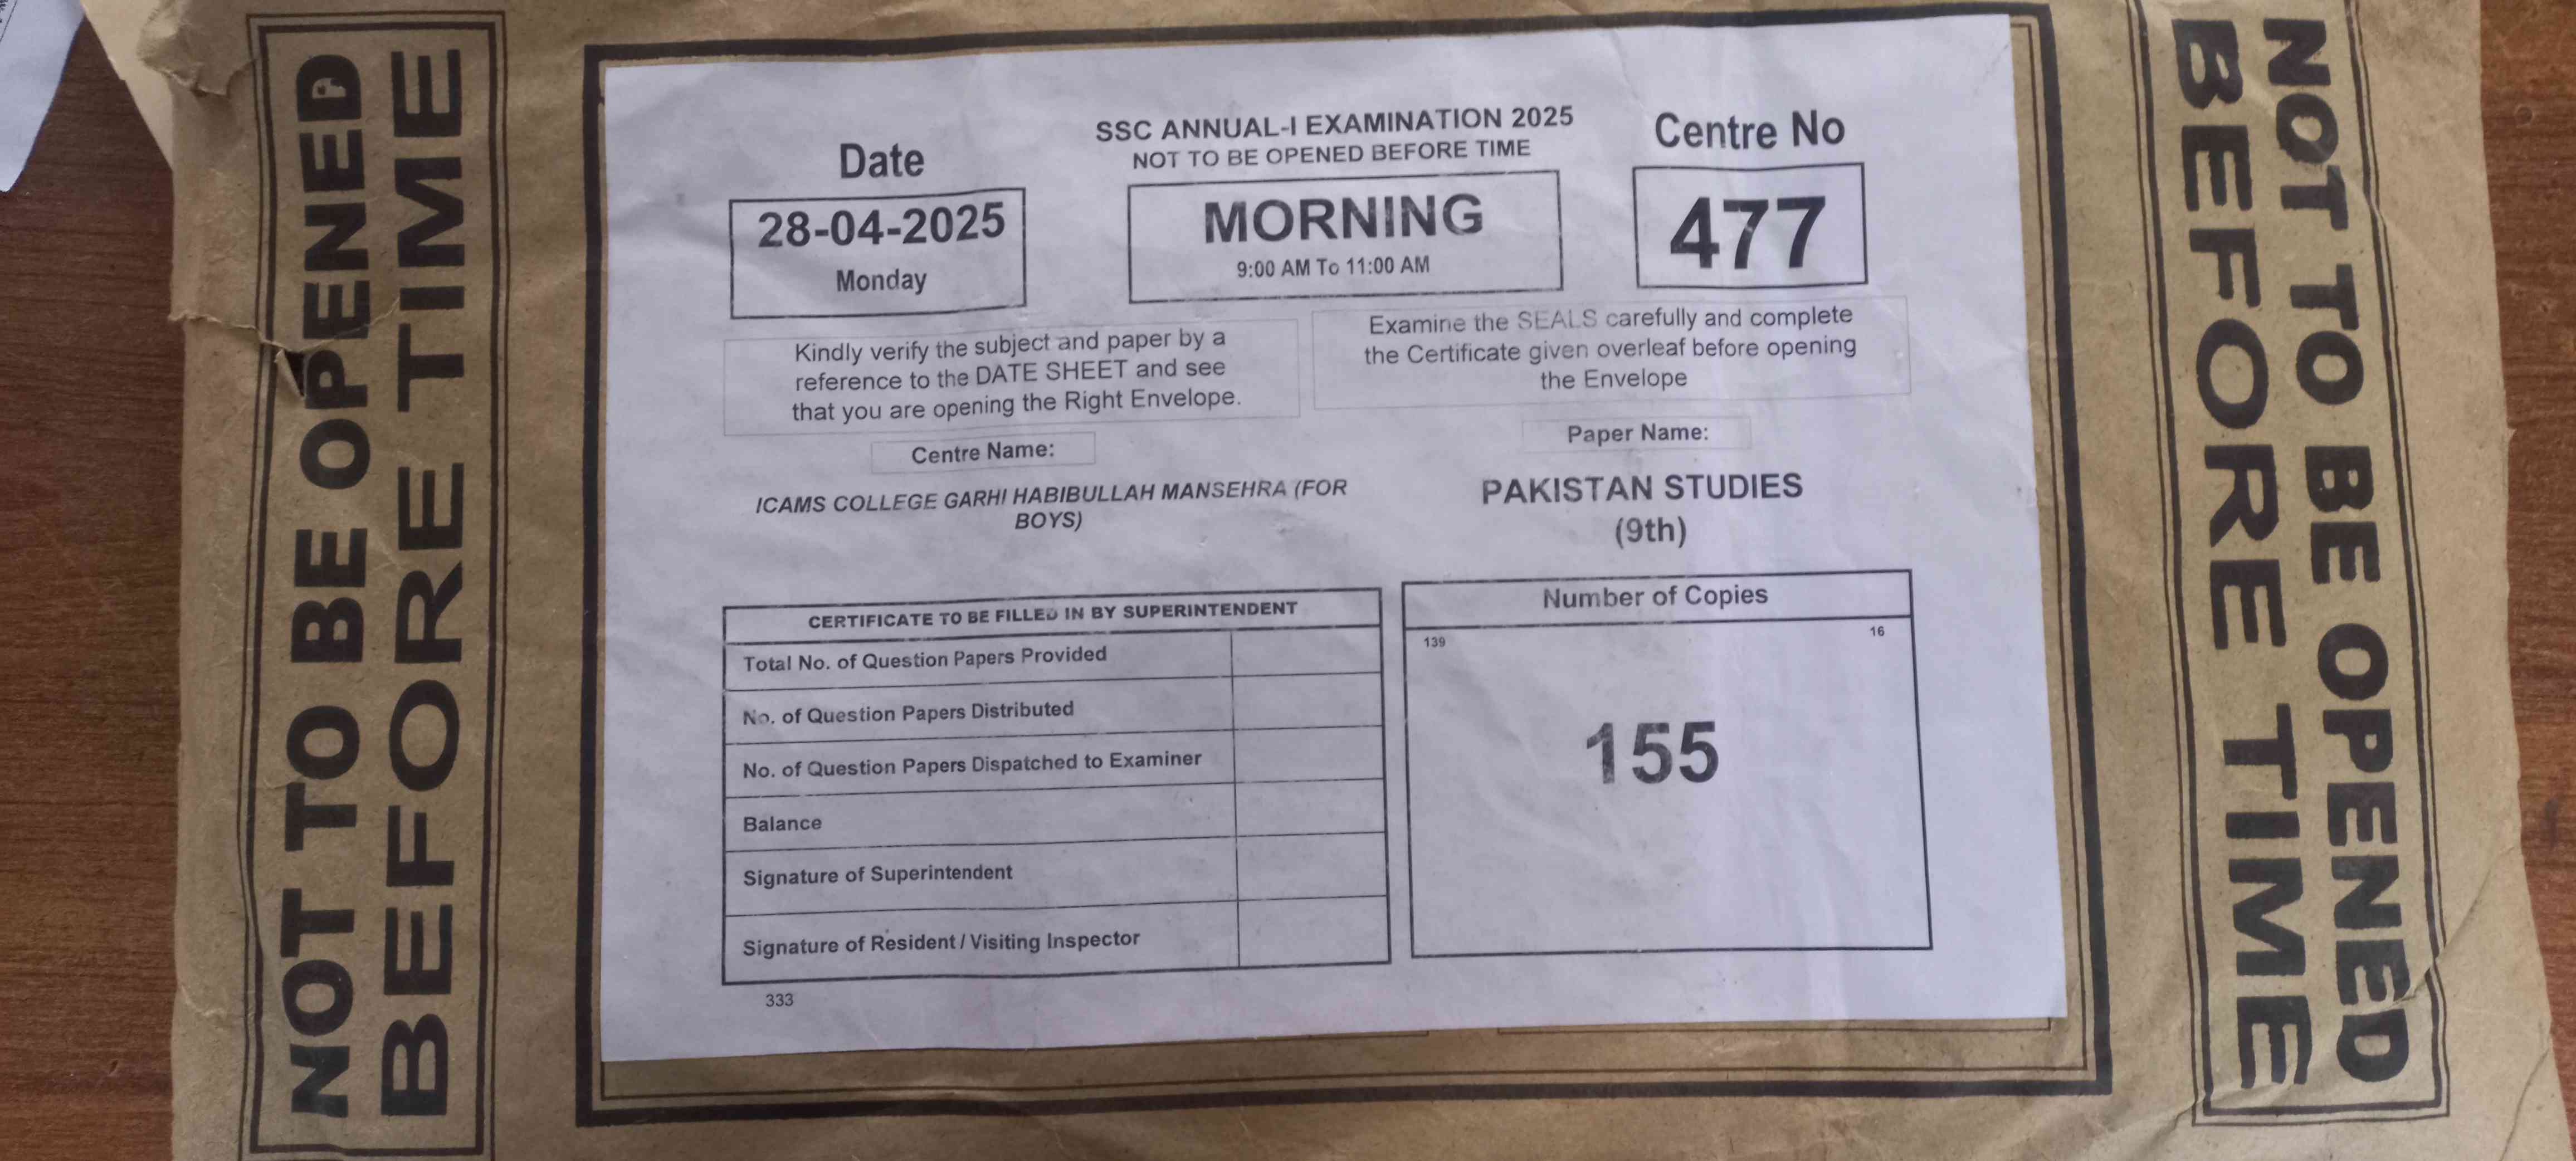 NOT TO BE OPENED
BEFORE TIME
SSC ANNUAL-I EXAMINATION 2025
NOT TO BE OPENED BEFORE TIME
Date
28-04-2025
Monday
MORNING
9:00 AM To 11:00 AM
Centre No
477
Kindly verify the subject and paper by a
reference to the DATE SHEET and see
that you are opening the Right Envelope.
Examine the SEALS carefully and complete
the Certificate given overleaf before opening
the Envelope
Centre Name:
ICAMS COLLEGE GARHI HABIBULLAH MANSEHRA (FOR
BOYS)
Paper Name:
PAKISTAN STUDIES
(9th)
CERTIFICATE TO BE FILLED IN BY SUPERINTENDENT
Total No. of Question Papers Provided
No. of Question Papers Distributed
No. of Question Papers Dispatched to Examiner
Balance
Signature of Superintendent
Signature of Resident / Visiting Inspector
333
Number of Copies
139
16
155
NOT TO BE OPENED
BEFORE TIME